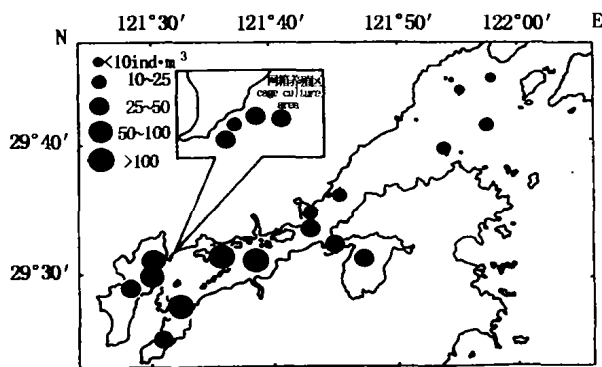 121°30′ 121°40′ 121°50′ 122°00′ E
N
<10ind·m³
10~25
25~50
50~100
>100
网箱养殖区
cage culture
area
29°40′
29°30′